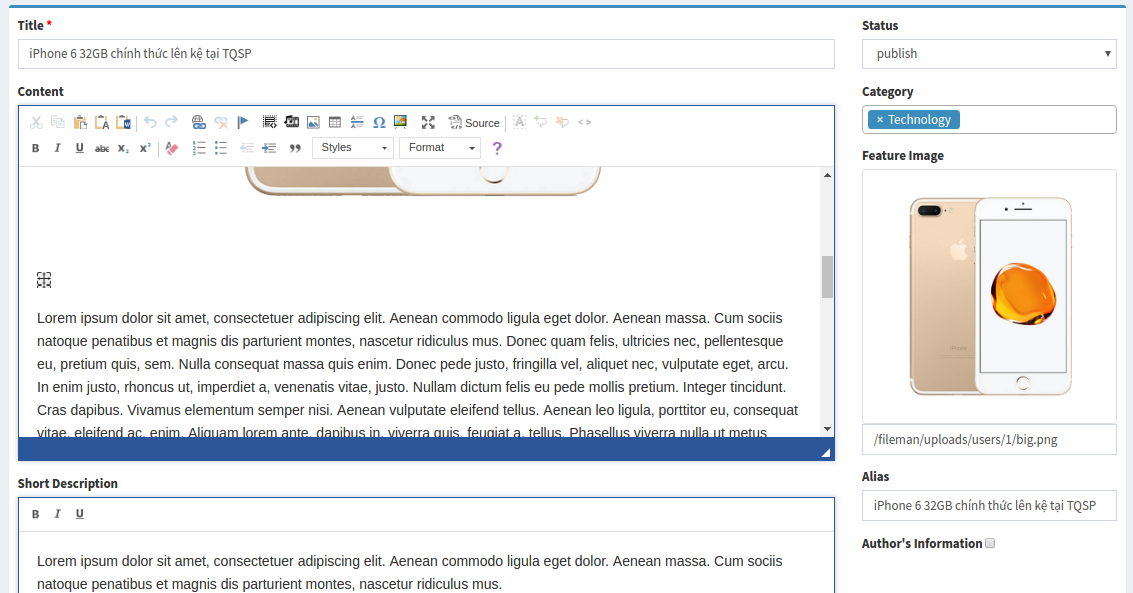 Title *
iPhone 6 32GB chính thức lên kệ tại TQSP
Content
Source
B I U abc x₂ x² Styles Format ?
Lorem ipsum dolor sit amet, consectetuer adipiscing elit. Aenean commodo ligula eget dolor. Aenean massa. Cum sociis
natoque penatibus et magnis dis parturient montes, nascetur ridiculus mus. Donec quam felis, ultricies nec, pellentesque
eu, pretium quis, sem. Nulla consequat massa quis enim. Donec pede justo, fringilla vel, aliquet nec, vulputate eget, arcu.
In enim justo, rhoncus ut, imperdiet a, venenatis vitae, justo. Nullam dictum felis eu pede mollis pretium. Integer tincidunt.
Cras dapibus. Vivamus elementum semper nisi. Aenean vulputate eleifend tellus. Aenean leo ligula, porttitor eu, consequat
vitae, eleifend ac, enim. Aliquam lorem ante, dapibus in, viverra quis, feugiat a, tellus. Phasellus viverra nulla ut metus
Short Description
B I U
Lorem ipsum dolor sit amet, consectetuer adipiscing elit. Aenean commodo ligula eget dolor. Aenean massa. Cum sociis
natoque penatibus et magnis dis parturient montes, nascetur ridiculus mus.
Status
publish
Category
× Technology
Feature Image
iPhone
/fileman/uploads/users/1/big.png
Alias
iPhone 6 32GB chính thức lên kệ tại TQSP
Author's Information